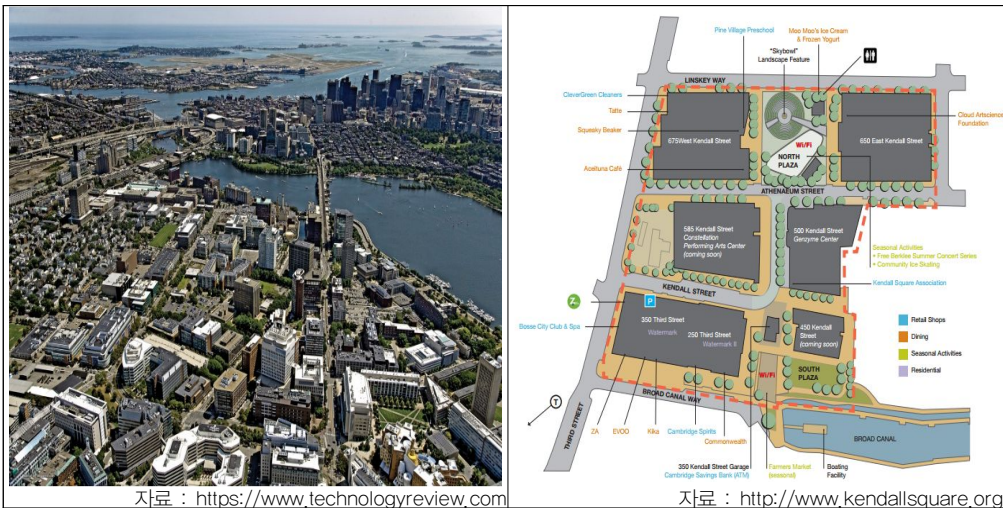 Pine Village Preschool
Moo Moo's Ice Cream
& Frozen Yogurt
"Skybowl"
Landscape Feature
LINSKEY WAY
CleverGreen Cleaners
Tatte
Squeaky Beaker
Cloud Artscience
Foundation
675West Kendall Street
Wi/Fi
650 East Kendall Street
NORTH
PLAZA
Aceituna Café
ATHENAEUM STREET
585 Kendall Street
Constellation
Performing Arts Center
(coming soon)
500 Kendall Street
Genzyme Center
Seasonal Activities
• Free Berklee Summer Concert Series
• Community Ice Skating
Kendall Square Association
KENDALL STREET
P
350 Third Street
Watermark
250 Third Street
Watermark II
450 Kendall
Street
(coming soon)
Retail Shops
Dining
Seasonal Activities
Residential
Bosse City Club & Spa
Wi/Fi
SOUTH
PLAZA
BROAD CANAL WAY
THIRD STREET
T
ZA
EVOO
Kika
Cambridge Spirits
Commonwealth
BROAD CANAL
350 Kendall Street Garage
Cambridge Savings Bank (ATM)
Farmers Market
(seasonal)
Boating
Facility
자료 : https://www.technologyreview.com
자료 : http://www.kendallsquare.org